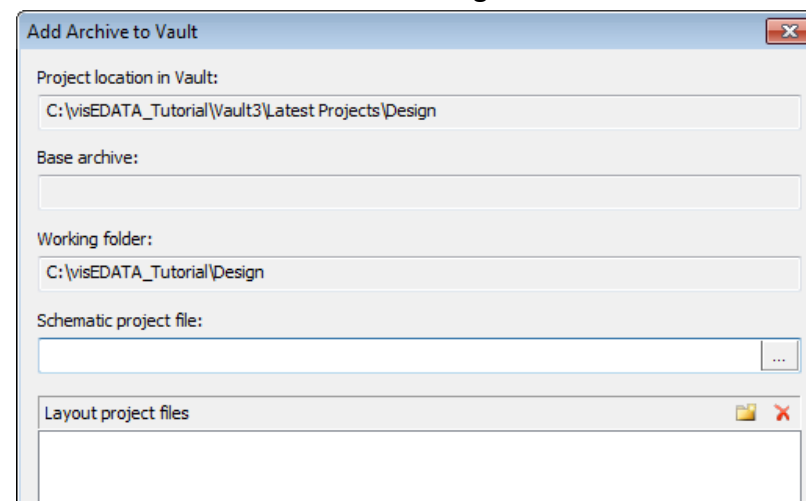 Add Archive to Vault
Project location in Vault:
C:\visEDATA_Tutorial\Vault3\Latest Projects\Design
Base archive:
Working folder:
C:\visEDATA_Tutorial\Design
Schematic project file:
...
Layout project files